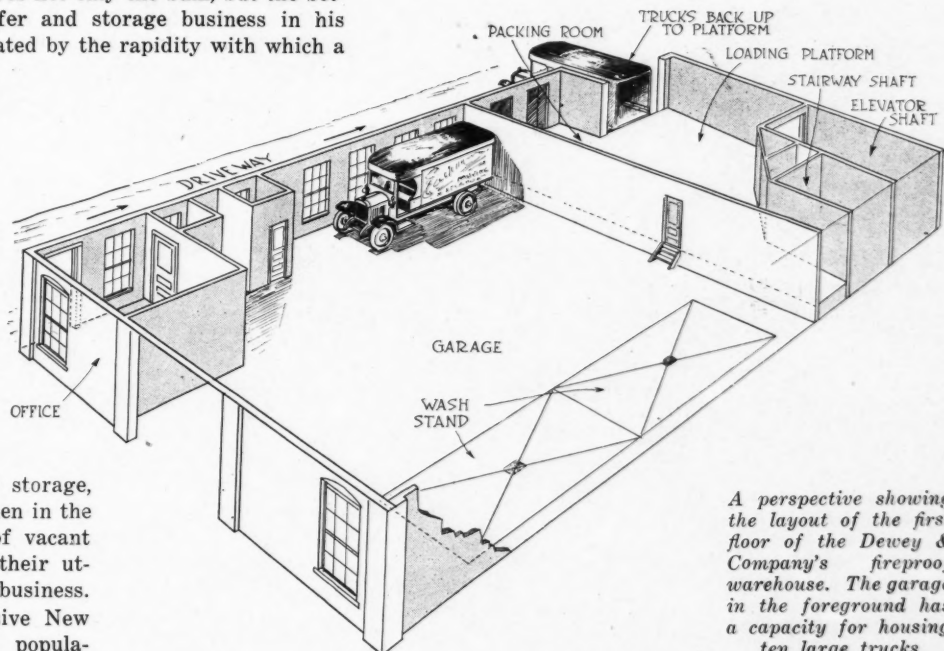 fer and storage business in his
ated by the rapidity with which a
TRUCKS BACK UP
TO PLATFORM
PACKING ROOM
LOADING PLATFORM
STAIRWAY SHAFT
ELEVATOR
SHAFT
DRIVEWAY
GARAGE
OFFICE
WASH
STAND
storage,
en in the
of vacant
their ut-
business.
ive New
popula-
A perspective showing
the layout of the first
floor of the Dewey &
Company's fireproof
warehouse. The garage
in the foreground has
a capacity for housing
ten large trucks